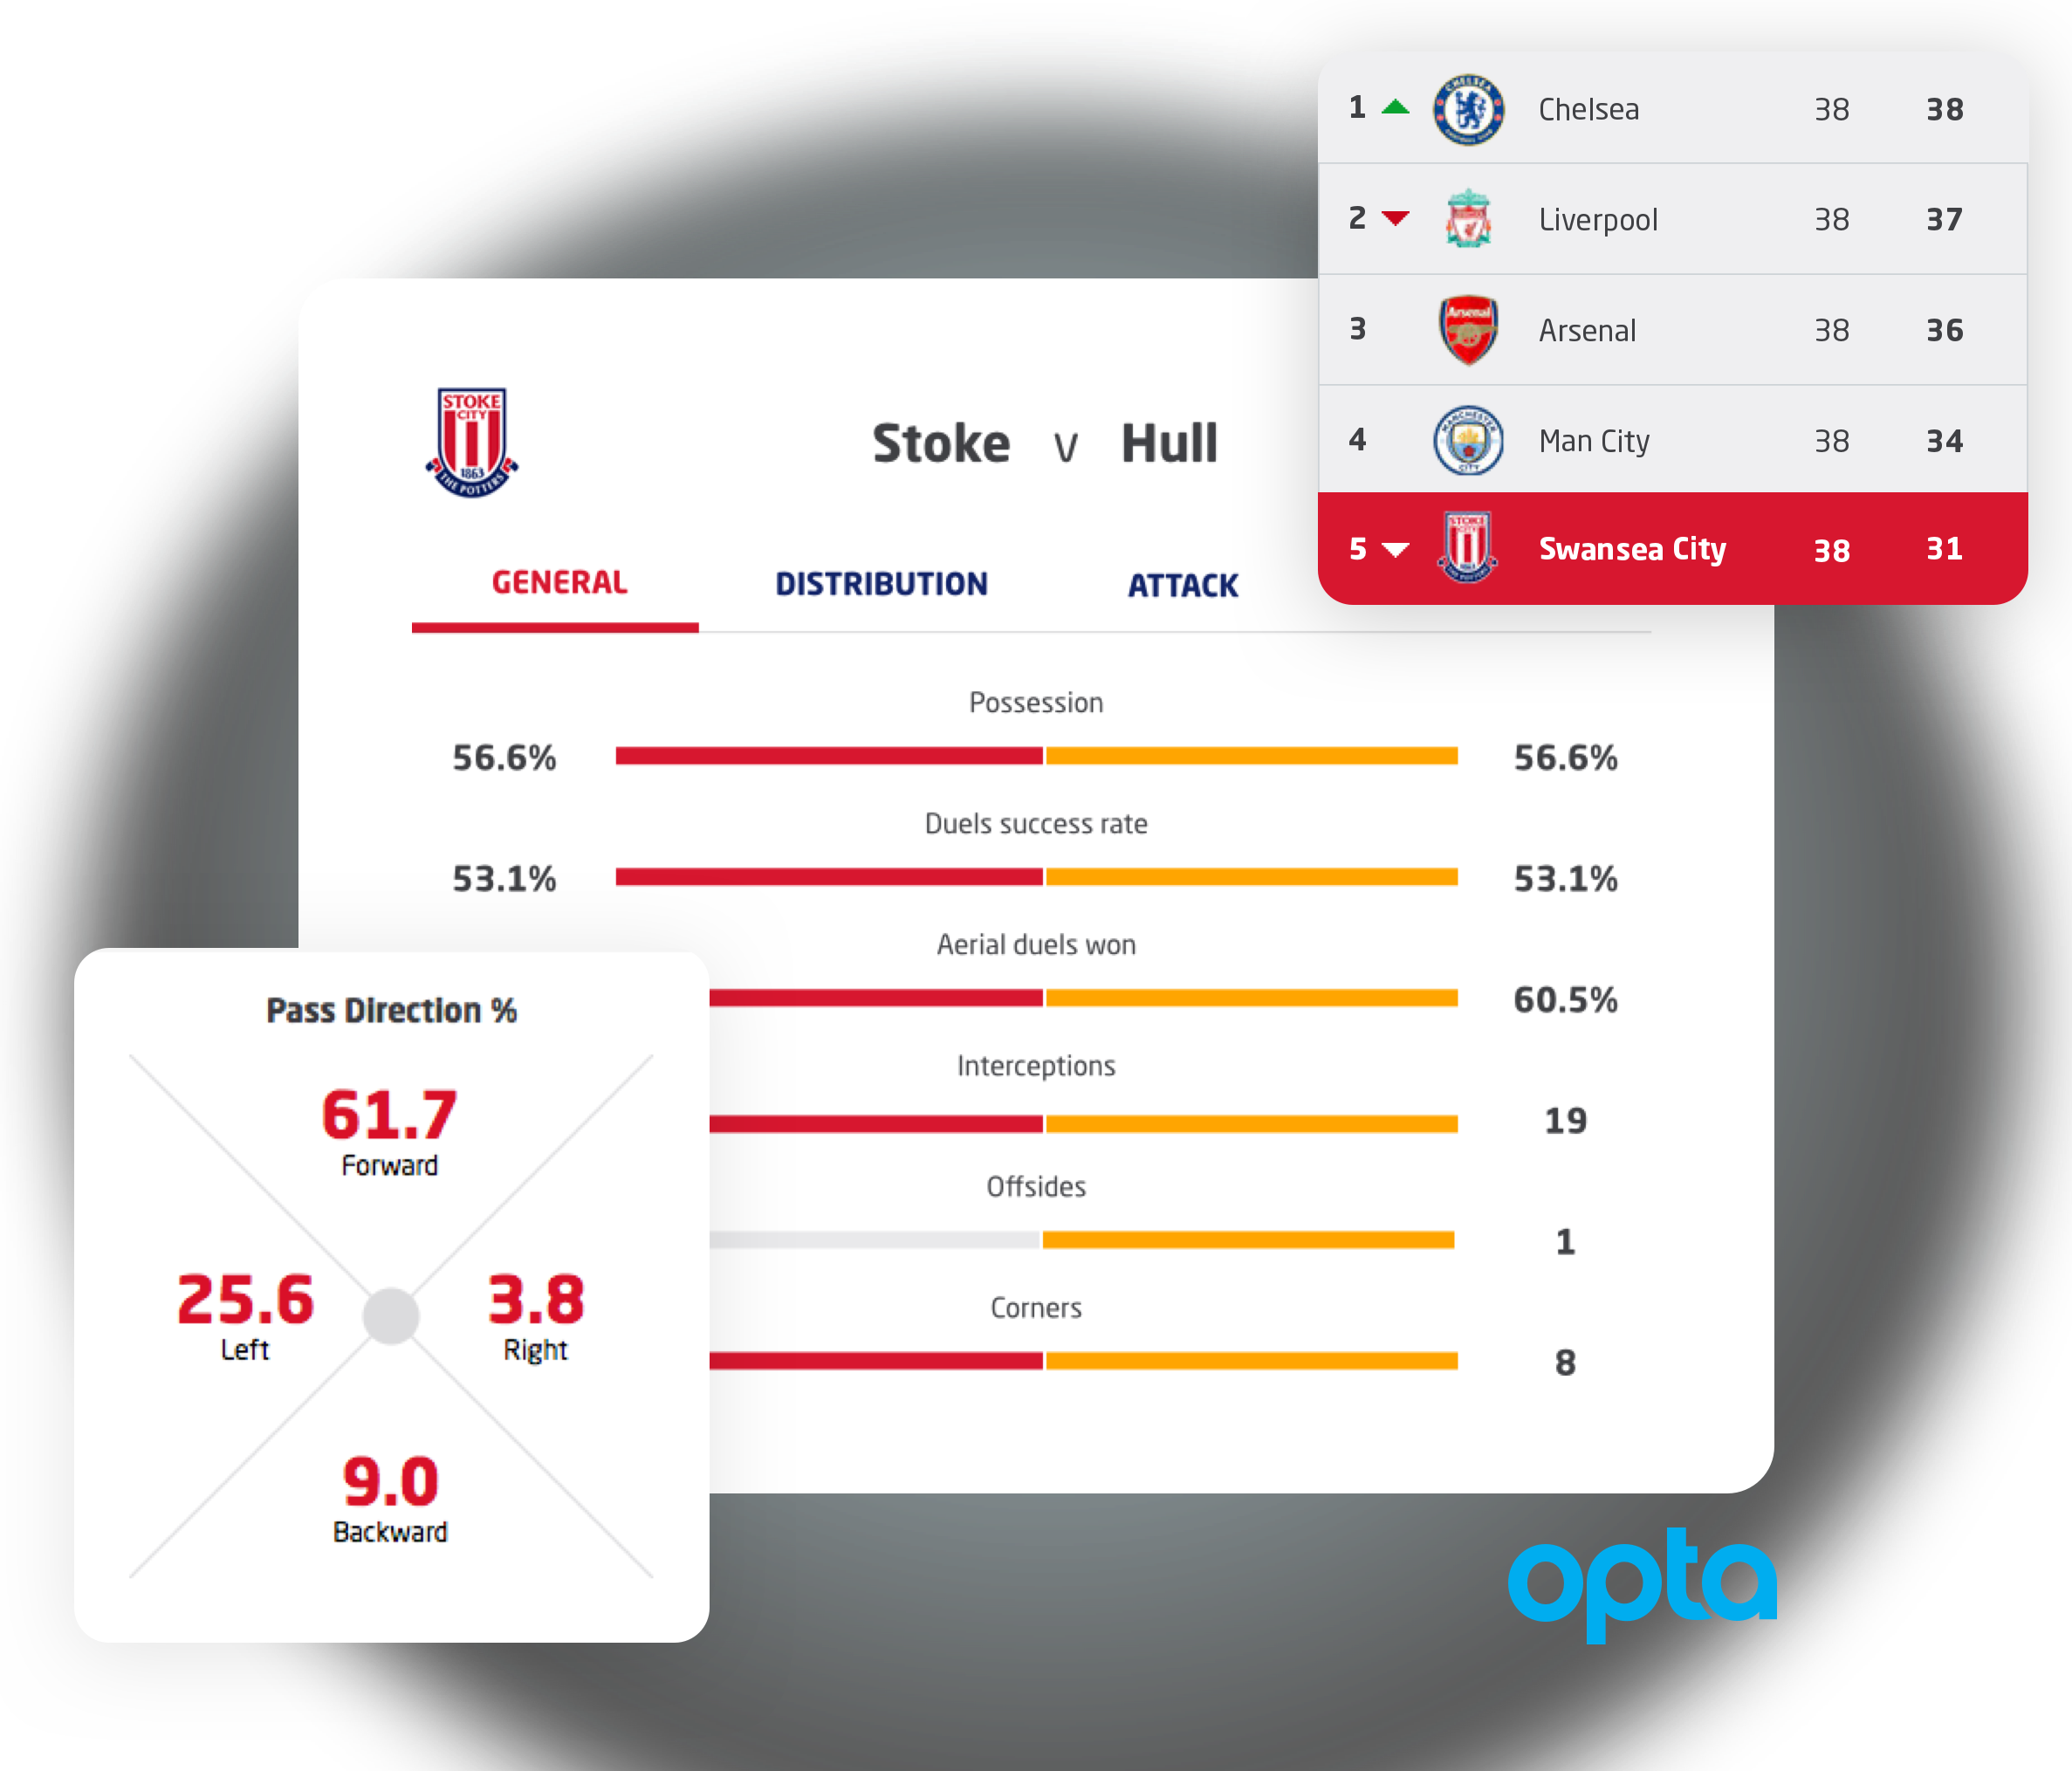 1 Chelsea 38 38
2 Liverpool 38 37
3 Arsenal 38 36
4 Man City 38 34
5 Swansea City 38 31
STOKE
CITY
1863
THE POTTERS
Stoke v Hull
GENERAL DISTRIBUTION ATTACK
Possession
56.6% 56.6%
Duels success rate
53.1% 53.1%
Aerial duels won
60.5%
Interceptions
19
Offsides
1
Corners
8
Pass Direction %
61.7
Forward
25.6 3.8
Left Right
9.0
Backward
opta